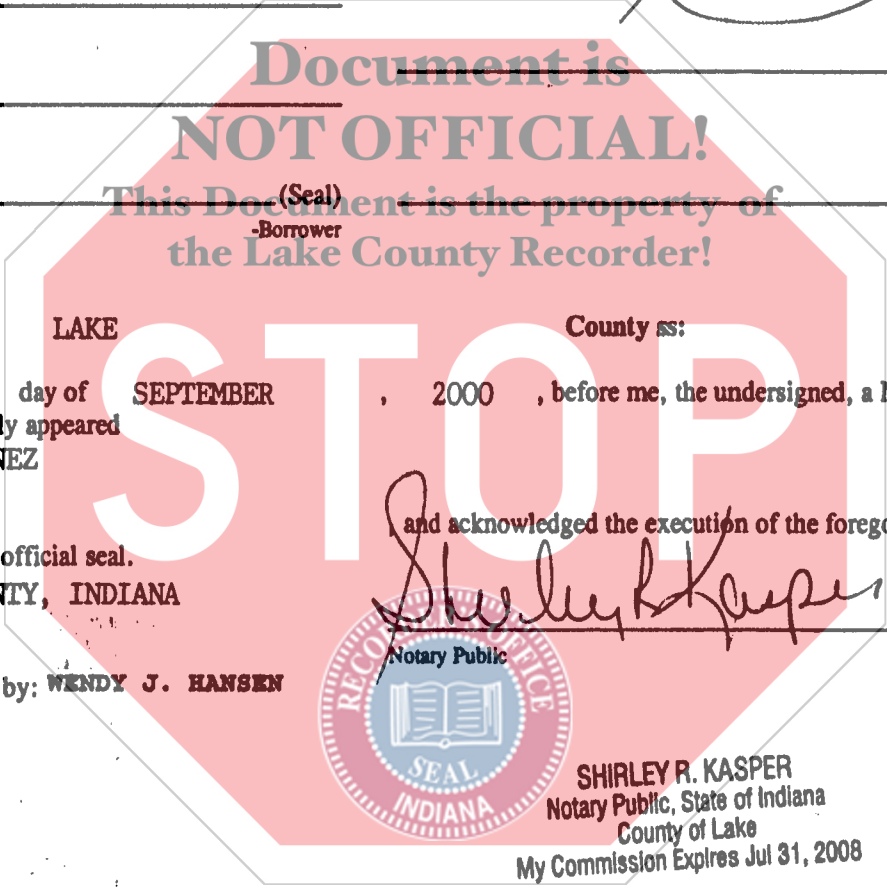 Document is
NOT OFFICIAL!
This Document is the property of
the Lake County Recorder!
(Seal)
-Borrower
STOP
LAKE County ss:
day of SEPTEMBER , 2000 , before me, the undersigned, a
ly appeared
NEZ
, and acknowledged the execution of the forego
official seal.
NTY, INDIANA
Shirley R Kasper
Notary Public
by: WENDY J. HANSEN
RECORDER'S OFFICE
SEAL
INDIANA
SHIRLEY R. KASPER
Notary Public, State of Indiana
County of Lake
My Commission Expires Jul 31, 2008